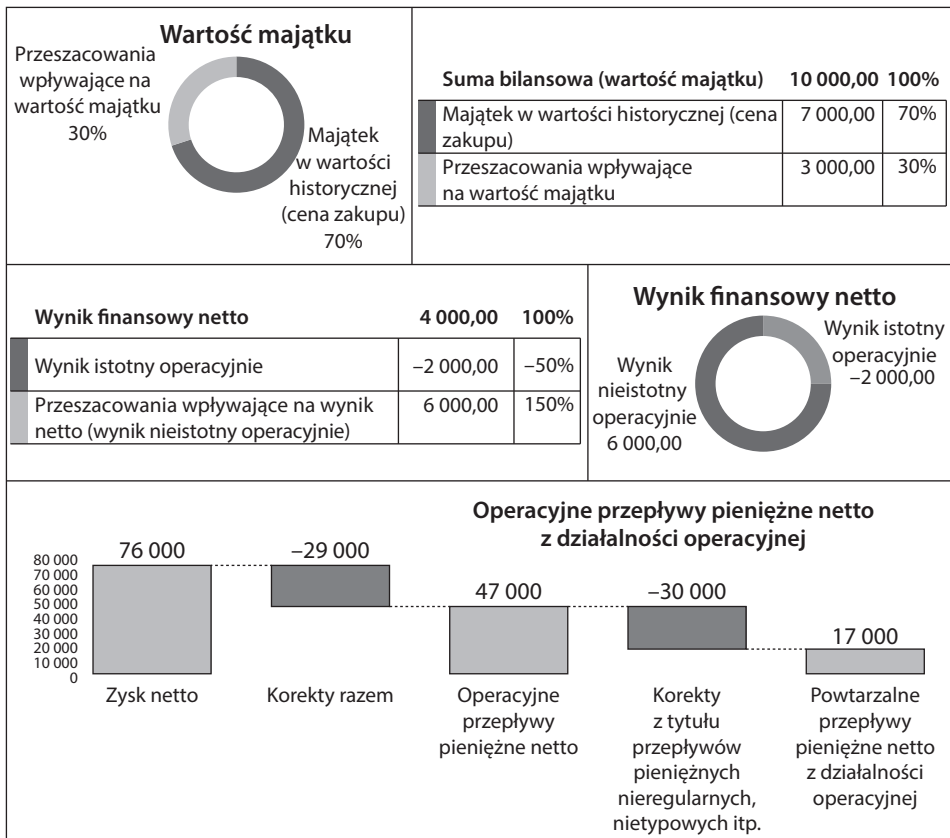 Wartość majątku
Przeszacowania
wpływające na
wartość majątku
30%
Majątek
w wartości
historycznej
(cena zakupu)
70%
Suma bilansowa (wartość majątku) 10 000,00 100%
Majątek w wartości historycznej (cena 7 000,00 70%
zakupu)
Przeszacowania wpływające 3 000,00 30%
na wartość majątku
Wynik finansowy netto 4 000,00 100%
Wynik istotny operacyjnie –2 000,00 –50%
Przeszacowania wpływające na wynik 6 000,00 150%
netto (wynik nieistotny operacyjnie)
Wynik finansowy netto
Wynik istotny
operacyjnie
–2 000,00
Wynik
nieistotny
operacyjnie
6 000,00
Operacyjne przepływy pieniężne netto
z działalności operacyjnej
80 000
70 000
60 000
50 000
40 000
30 000
20 000
10 000
0
76 000 –29 000 47 000 –30 000 17 000
Zysk netto
Korekty razem
Operacyjne
przepływy
pieniężne netto
Korekty
z tytułu
przepływów
pieniężnych
nieregularnych,
nietypowych itp.
Powtarzalne
przepływy
pieniężne netto
z działalności
operacyjnej